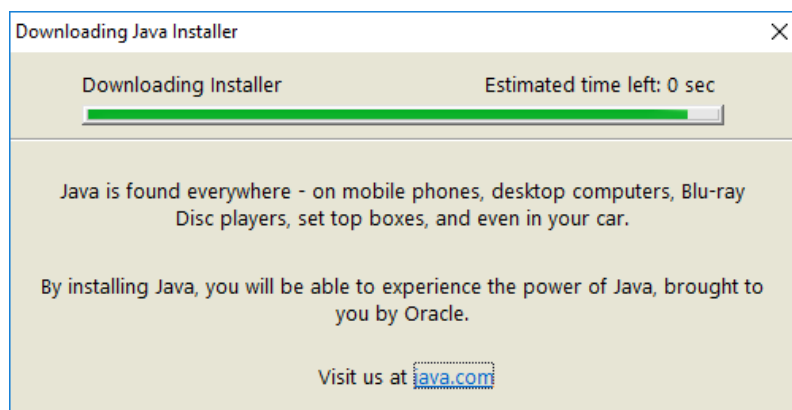 Downloading Java Installer
Downloading Installer
Estimated time left: 0 sec
Java is found everywhere - on mobile phones, desktop computers, Blu-ray
Disc players, set top boxes, and even in your car.
By installing Java, you will be able to experience the power of Java, brought to
you by Oracle.
Visit us at java.com